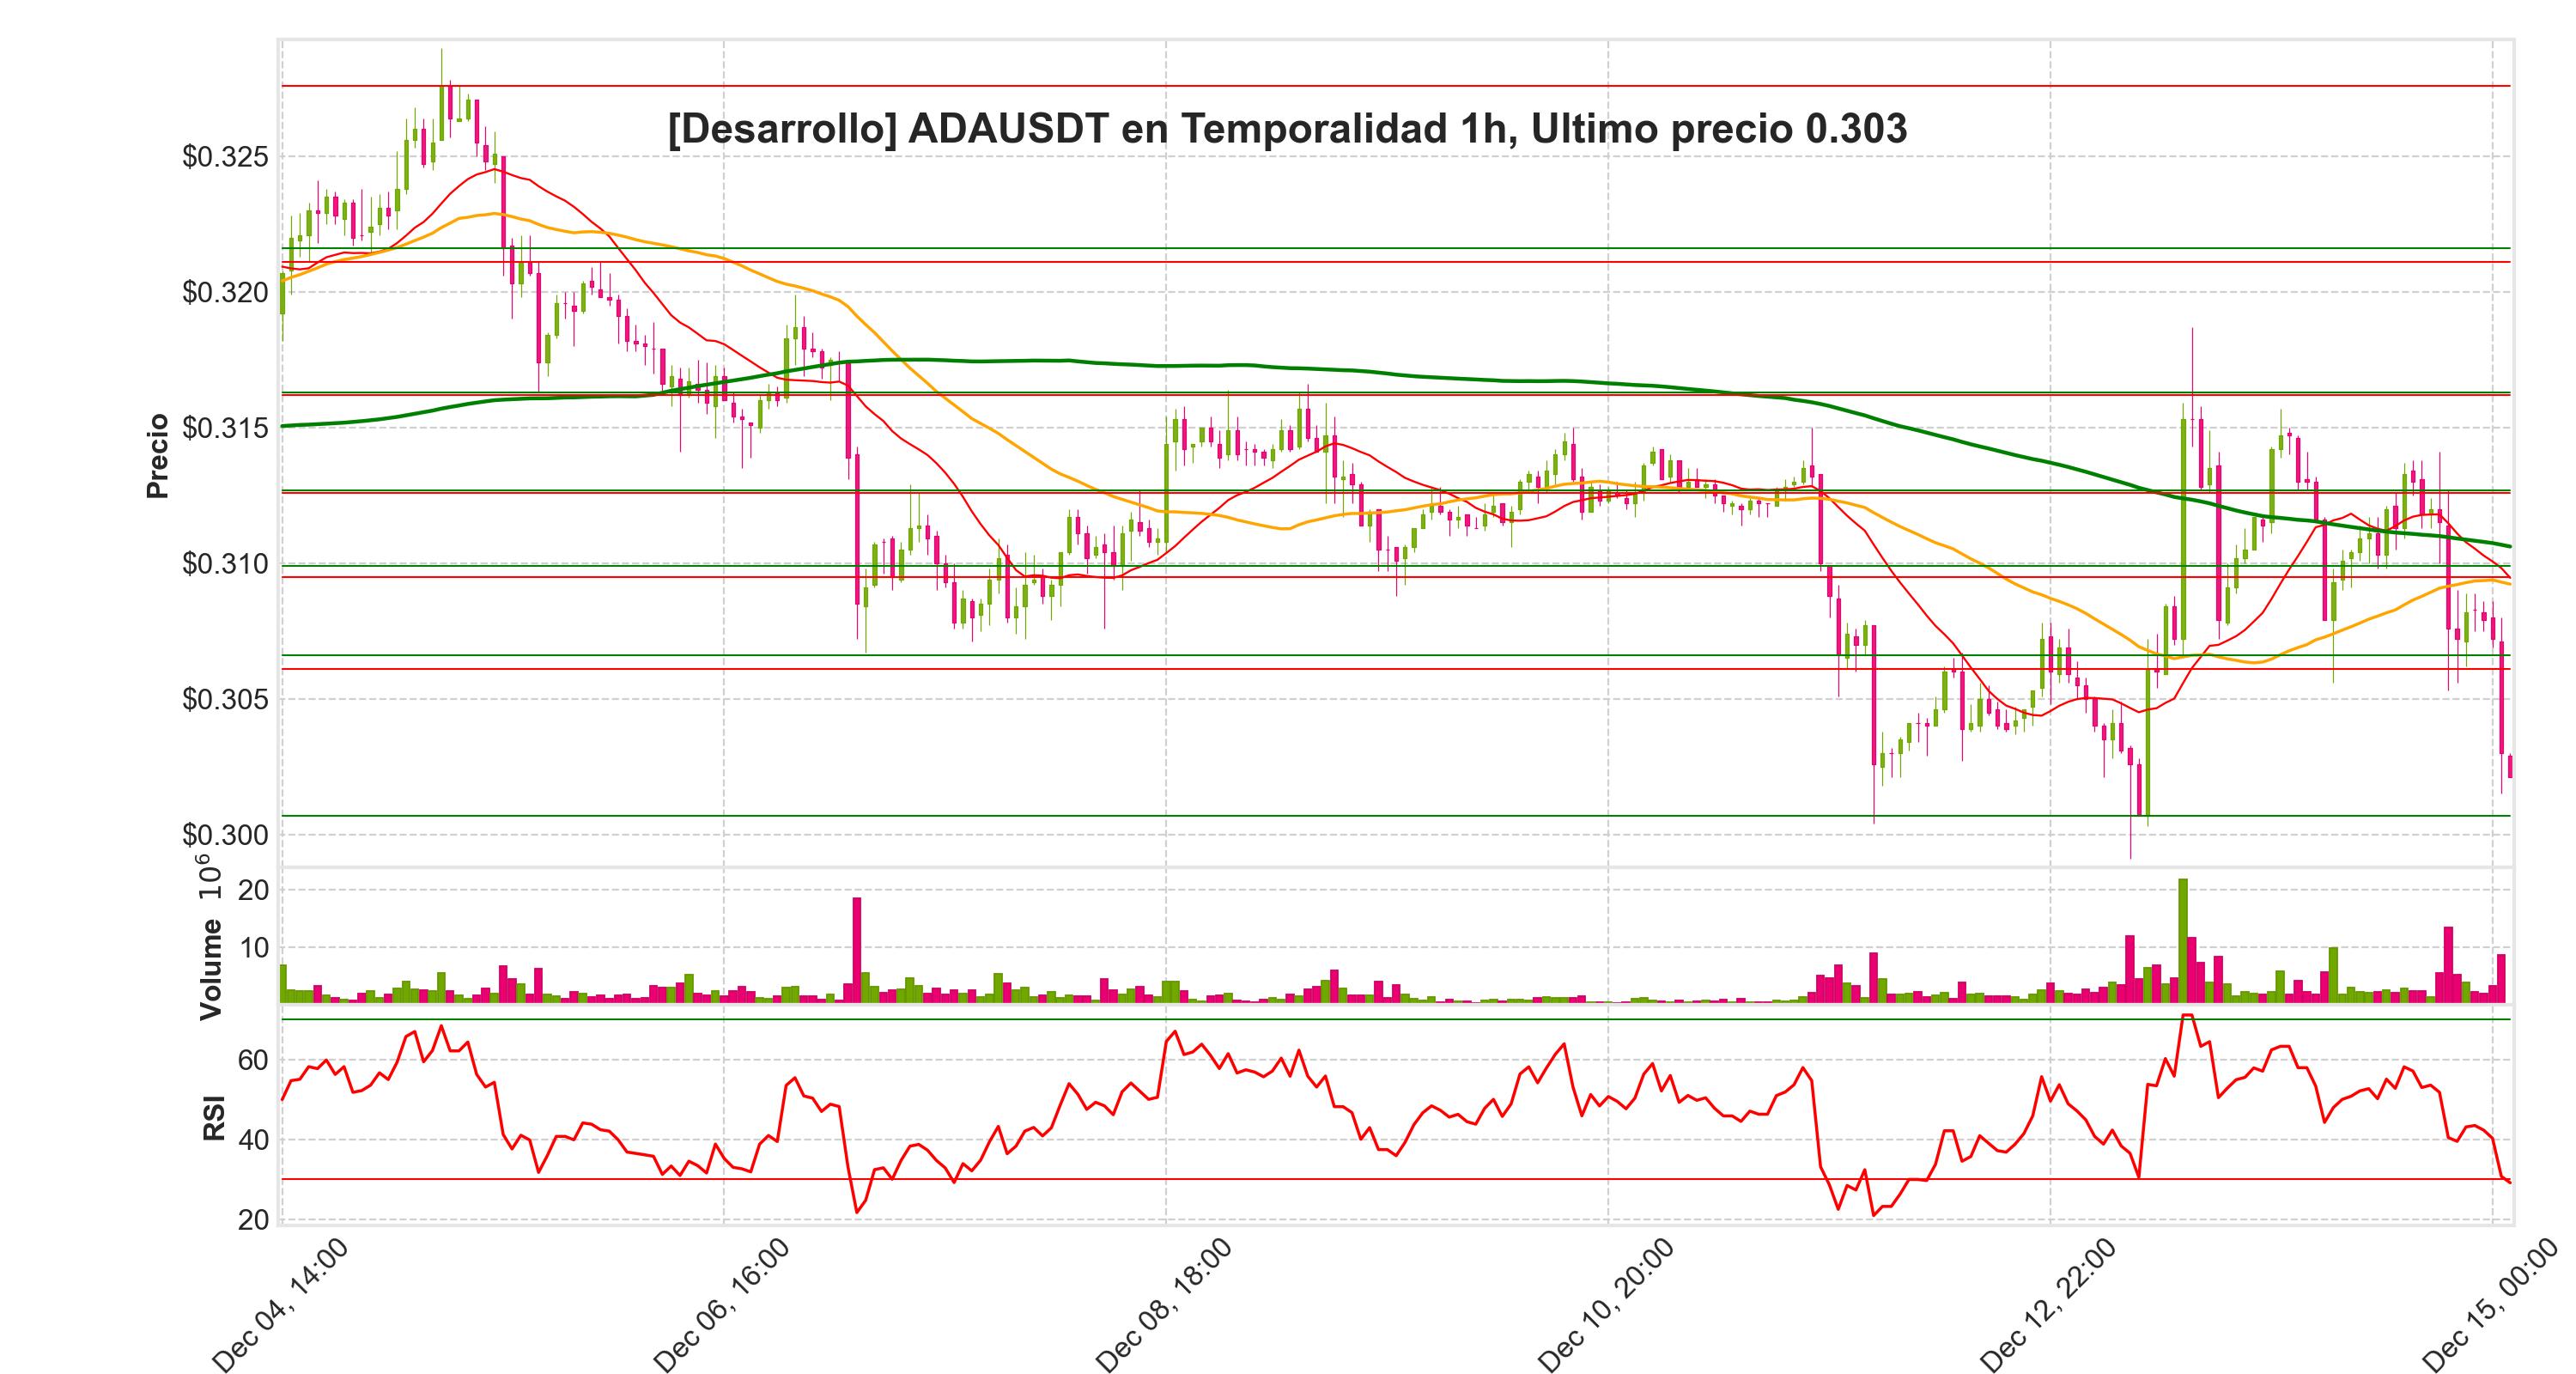 [Desarrollo] ADAUSDT en Temporalidad 1h, Ultimo precio 0.303
Precio
$0.325
$0.320
$0.315
$0.310
$0.305
$0.300
Volume 10⁶
20
10
RSI
60
40
20
Dec 04, 14:00
Dec 06, 16:00
Dec 08, 18:00
Dec 10, 20:00
Dec 12, 22:00
Dec 15, 00:00